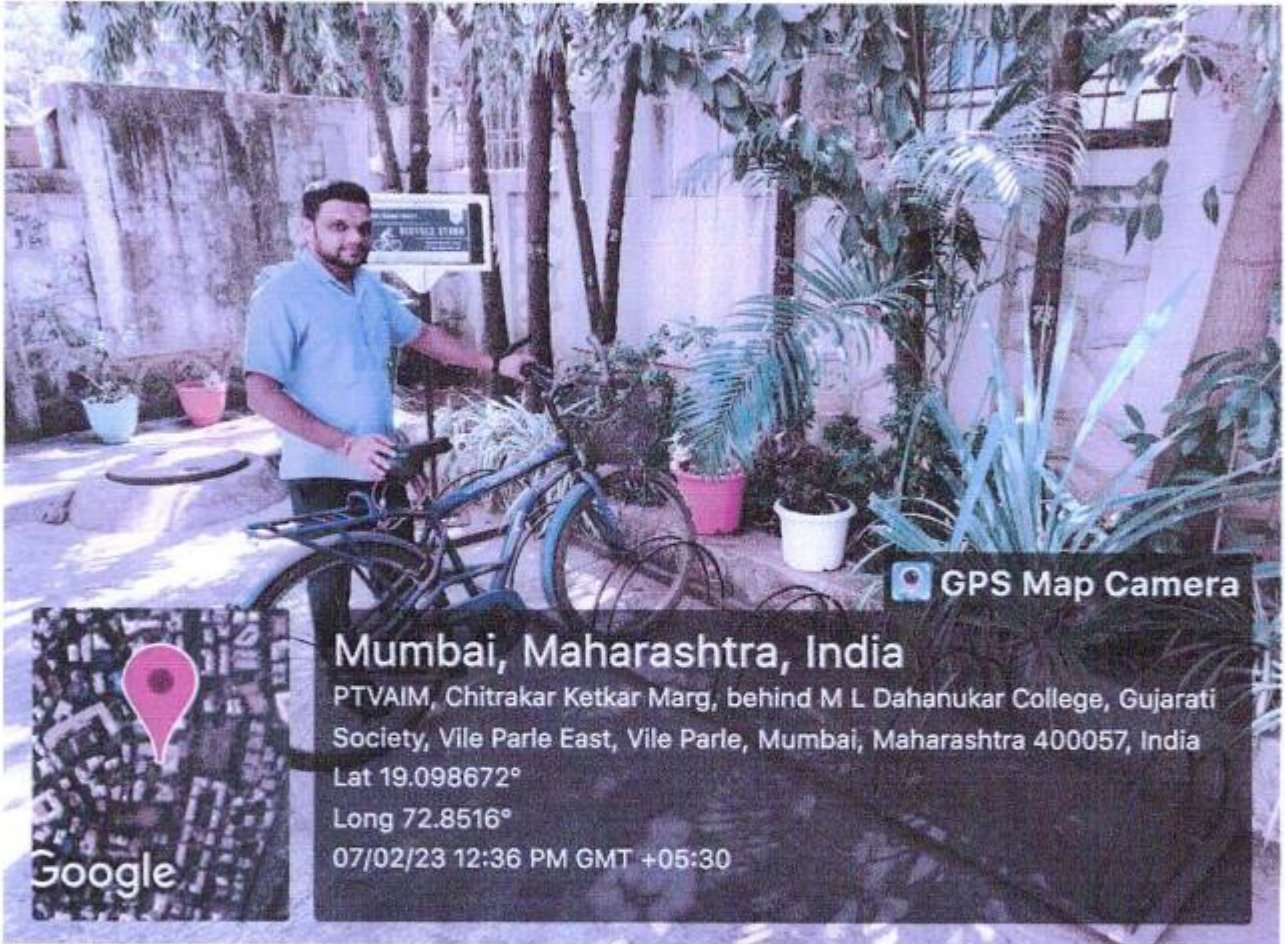 BICYCLE STAND
78
GPS Map Camera
Mumbai, Maharashtra, India
PTVAIM, Chitrakar Ketkar Marg, behind M L Dahanukar College, Gujarati
Society, Vile Parle East, Vile Parle, Mumbai, Maharashtra 400057, India
Lat 19.098672°
Long 72.8516°
07/02/23 12:36 PM GMT +05:30
Google